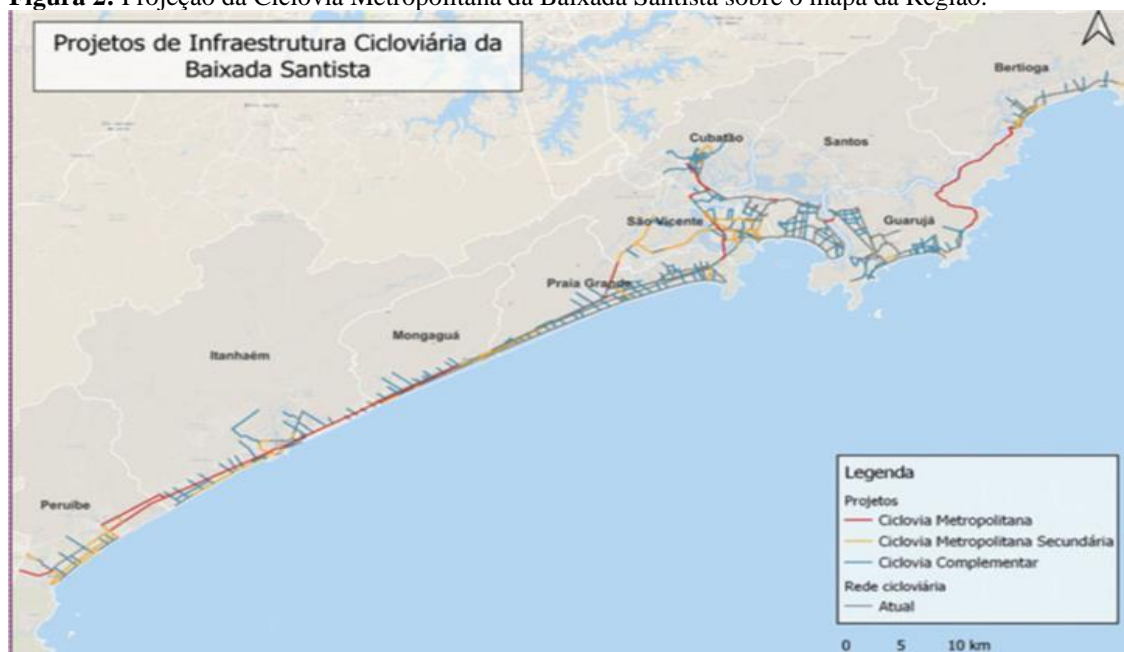 Figura 2: Projeção da Ciclovia Metropolitana da Baixada Santista sobre o mapa da Região.
Projetos de Infraestrutura Cicloviária da
Baixada Santista
Bertioga
Cubatão
Santos
São Vicente
Guarujá
Praia Grande
Mongaguá
Itanhaém
Peruíbe
Legenda
Projetos
Ciclovia Metropolitana
Ciclovia Metropolitana Secundária
Ciclovia Complementar
Rede cicloviária
Atual
0 5 10 km